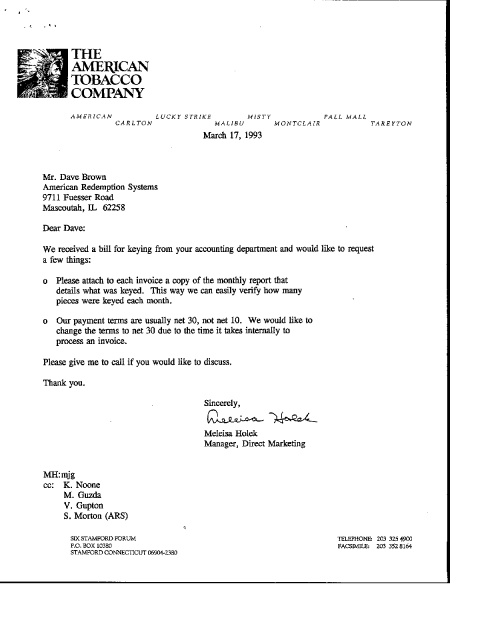 THE
AMERICAN
TOBACCO
COMPANY
AMERICAN LUCKY STRIKE MISTY PALL MALL
CARLTON MALIBU MONTCLAIR TAREYTON
March 17, 1993
Mr. Dave Brown
American Redemption Systems
9711 Fuesser Road
Mascoutah, IL 62258
Dear Dave:
We received a bill for keying from your accounting department and would like to request
a few things:
o Please attach to each invoice a copy of the monthly report that
details what was keyed. This way we can easily verify how many
pieces were keyed each month.
o Our payment terms are usually net 30, not net 10. We would like to
change the terms to net 30 due to the time it takes internally to
process an invoice.
Please give me to call if you would like to discuss.
Thank you.
Sincerely,
Meleisa Holek
Meleisa Holek
Manager, Direct Marketing
MH:mjg
cc: K. Noone
M. Guzda
V. Gupton
S. Morton (ARS)
SIX STAMFORD FORUM
P.O. BOX 10380
STAMFORD CONNECTICUT 06904-2380
TELEPHONE: 203 325 4900
FACSIMILE: 203 352 8164